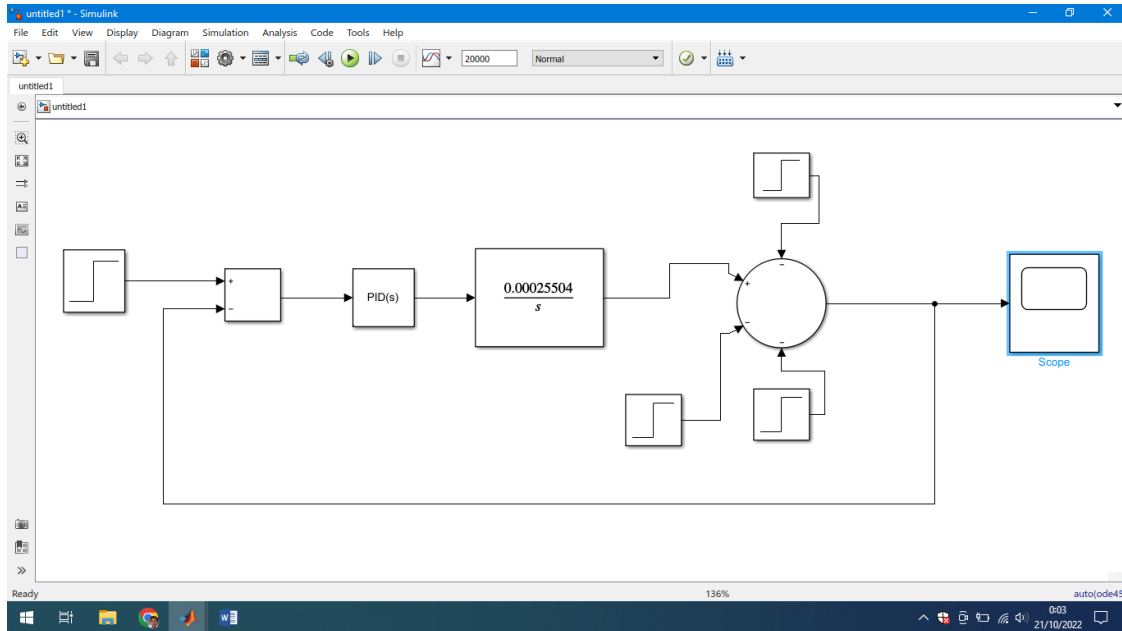 untitled1 * - Simulink
File Edit View Display Diagram Simulation Analysis Code Tools Help
20000 Normal
untitled1
untitled1
0.00025504
s
PID(s)
+
−
+
−
−
−
Scope
Ready 136% auto(ode45
0:03
21/10/2022